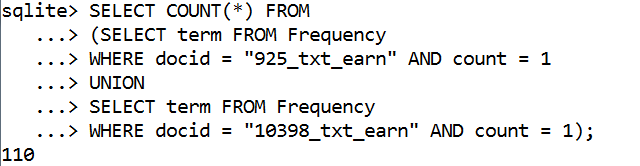 sqlite> SELECT COUNT(*) FROM
...> (SELECT term FROM Frequency
...> WHERE docid = "925_txt_earn" AND count = 1
...> UNION
...> SELECT term FROM Frequency
...> WHERE docid = "10398_txt_earn" AND count = 1);
110